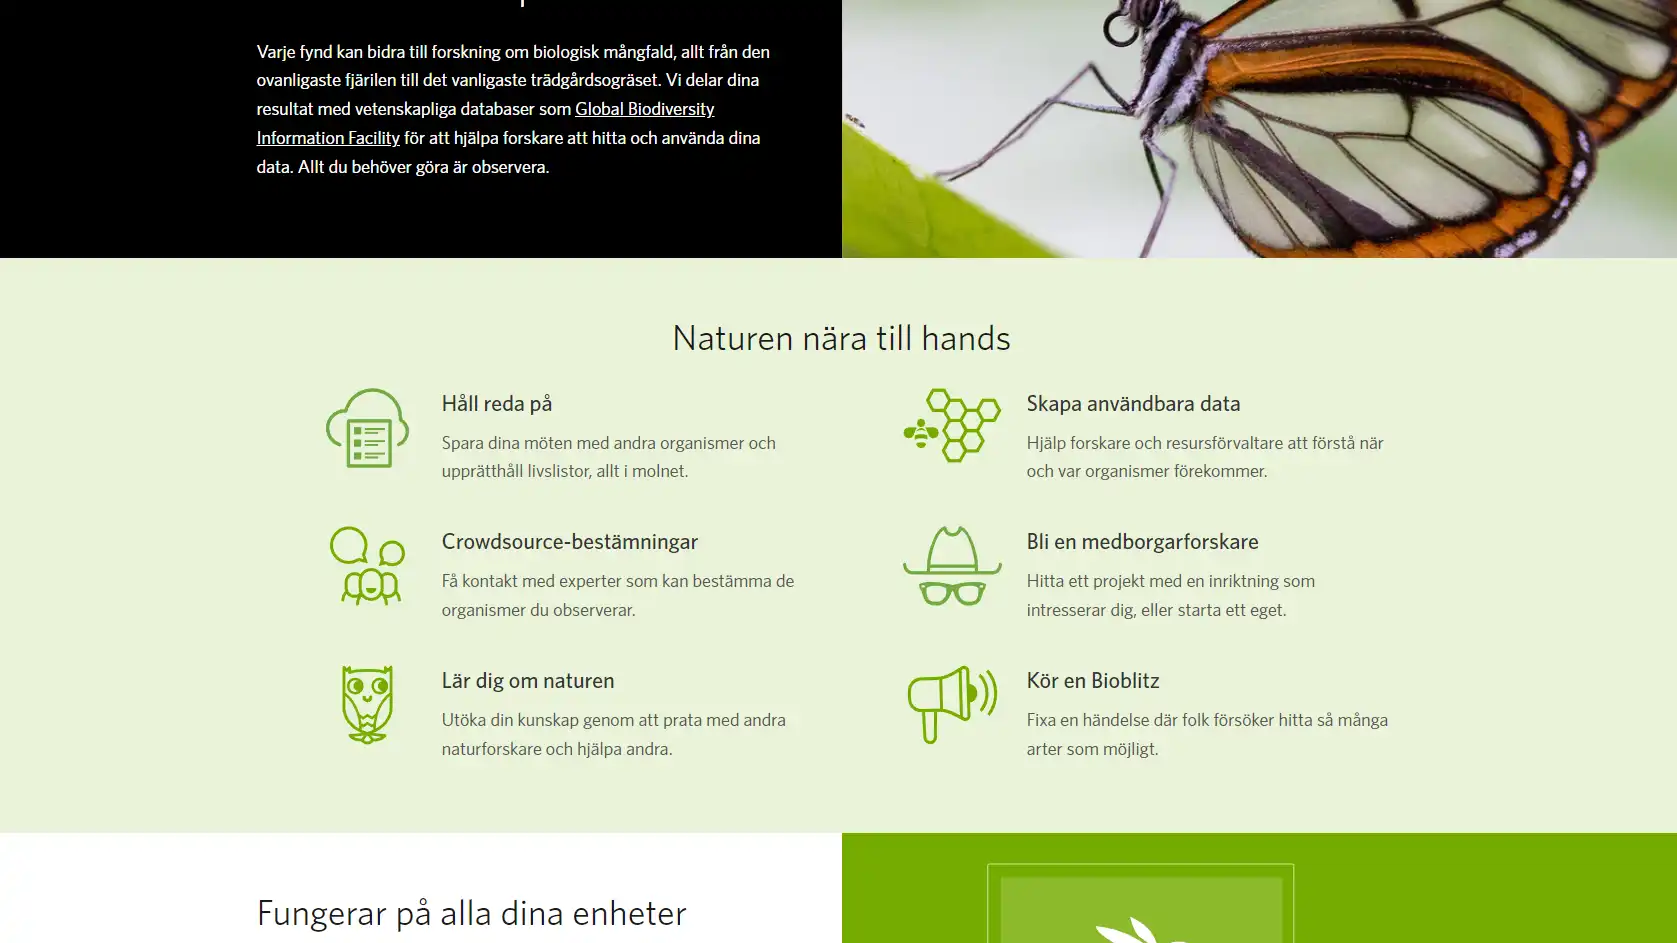 Varje fynd kan bidra till forskning om biologisk mångfald, allt från den
ovanligaste fjärilen till det vanligaste trädgårdsogräset. Vi delar dina
resultat med vetenskapliga databaser som Global Biodiversity
Information Facility för att hjälpa forskare att hitta och använda dina
data. Allt du behöver göra är observera.
Naturen nära till hands
Håll reda på
Spara dina möten med andra organismer och
upprätthåll livslistor, allt i molnet.
Skapa användbara data
Hjälp forskare och resursförvaltare att förstå när
och var organismer förekommer.
Crowdsource-bestämningar
Få kontakt med experter som kan bestämma de
organismer du observerar.
Bli en medborgarforskare
Hitta ett projekt med en inriktning som
intresserar dig, eller starta ett eget.
Lär dig om naturen
Utöka din kunskap genom att prata med andra
naturforskare och hjälpa andra.
Kör en Bioblitz
Fixa en händelse där folk försöker hitta så många
arter som möjligt.
Fungerar på alla dina enheter